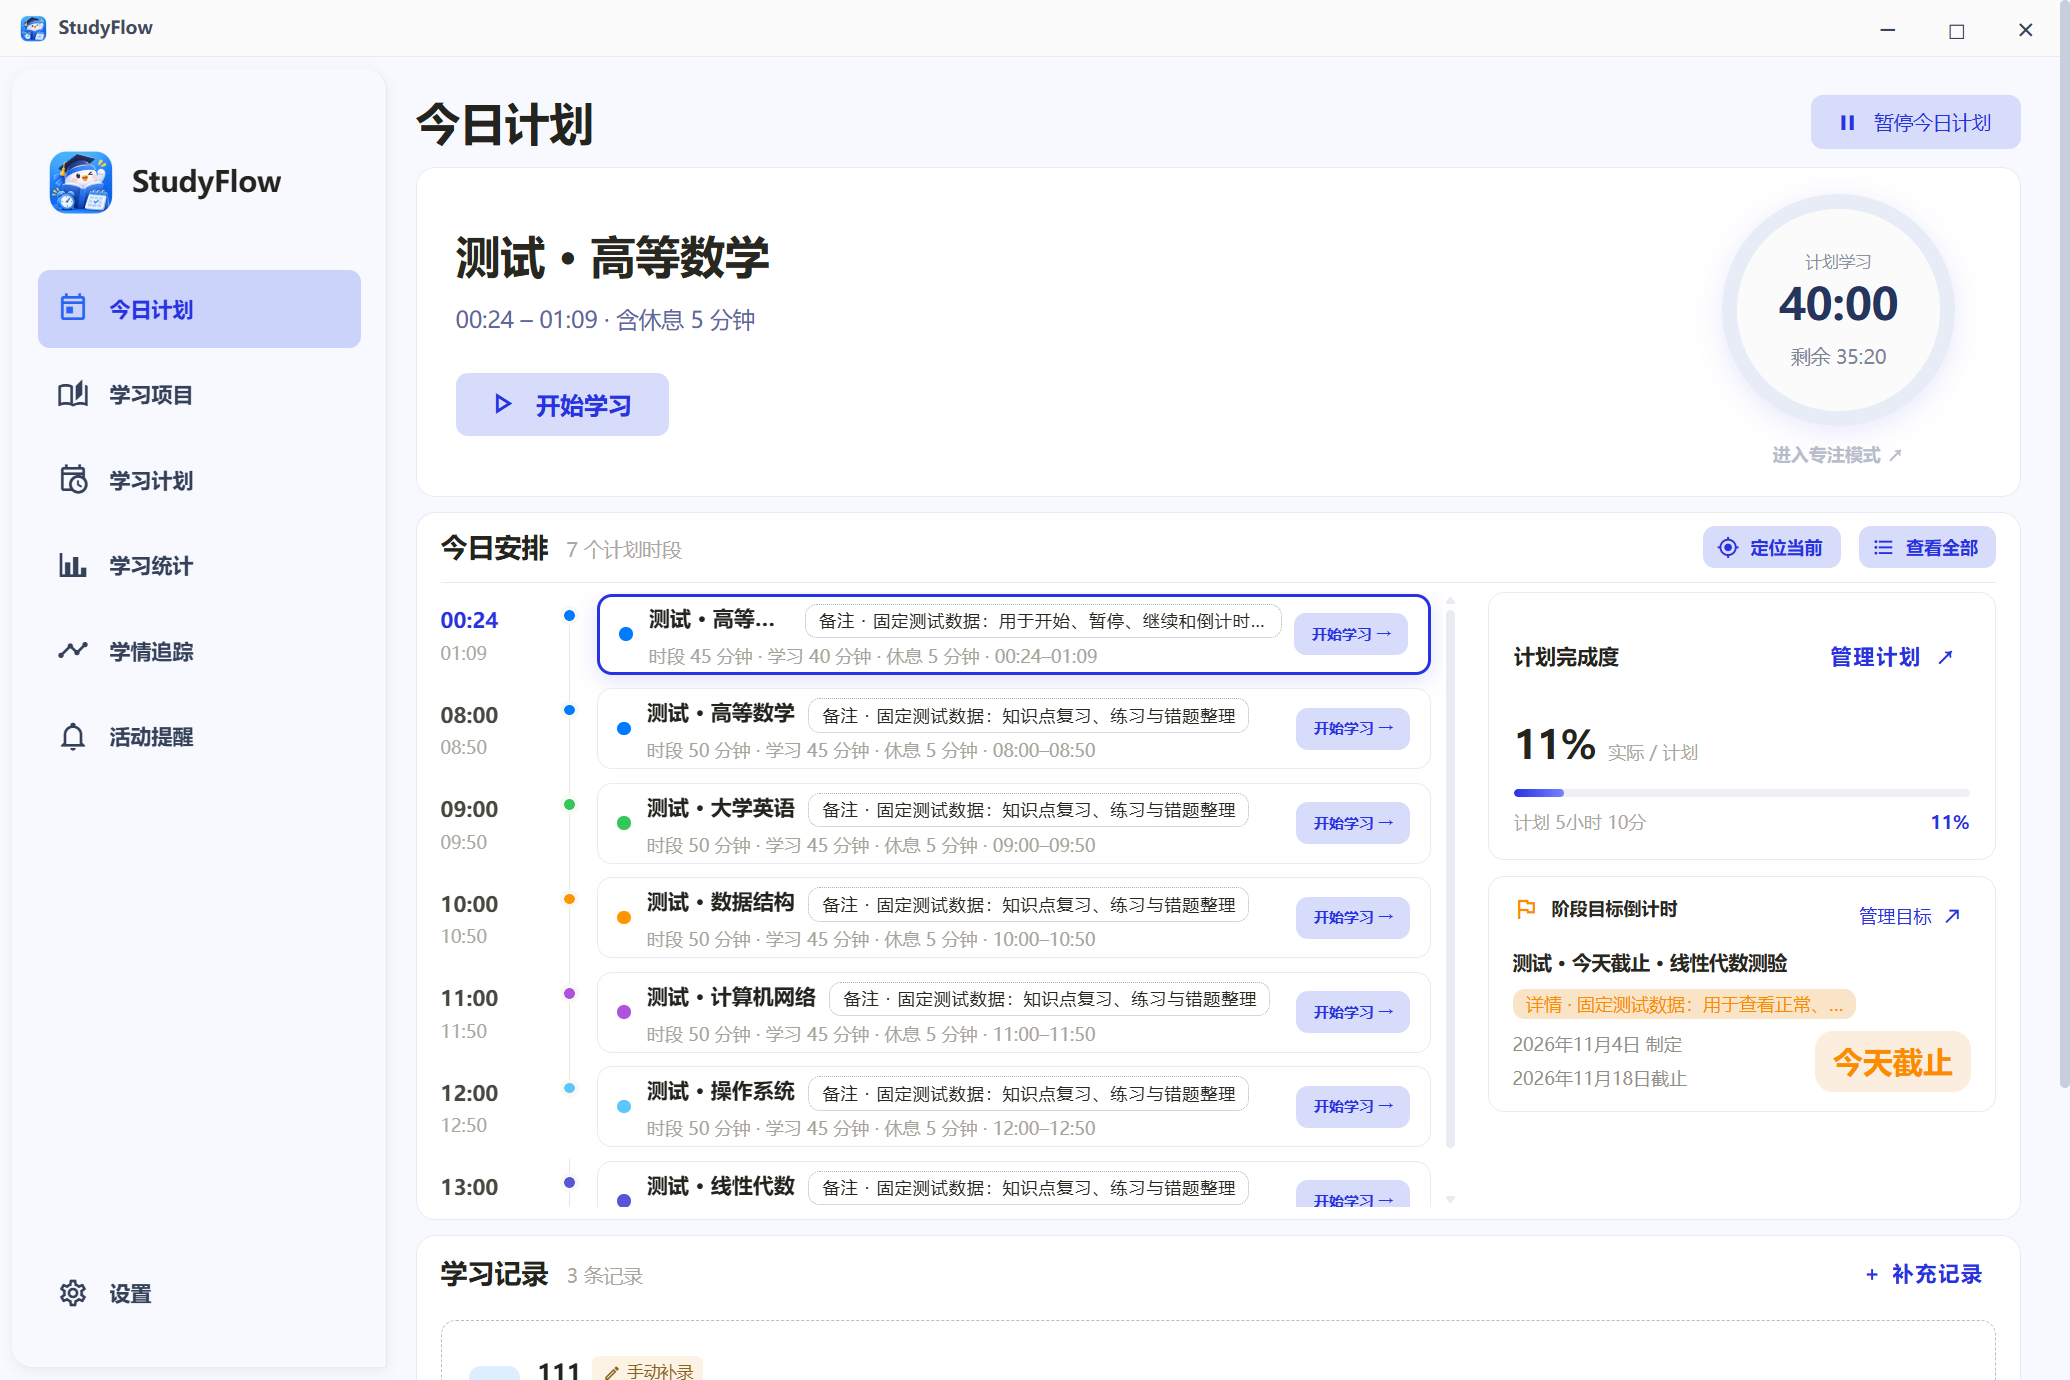 StudyFlow
StudyFlow
今日计划
学习项目
学习计划
学习统计
学情追踪
活动提醒
设置
今日计划
暂停今日计划
测试·高等数学
00:24 – 01:09 · 含休息 5 分钟
开始学习
计划学习
40:00
剩余 35:20
进入专注模式 ↗
今日安排 7 个计划时段
定位当前
查看全部
00:24
01:09
测试·高等... 备注 · 固定测试数据：用于开始、暂停、继续和倒计时...
时段 45 分钟 · 学习 40 分钟 · 休息 5 分钟 · 00:24–01:09
开始学习 →
08:00
08:50
测试·高等数学 备注 · 固定测试数据：知识点复习、练习与错题整理
时段 50 分钟 · 学习 45 分钟 · 休息 5 分钟 · 08:00–08:50
开始学习 →
09:00
09:50
测试·大学英语 备注 · 固定测试数据：知识点复习、练习与错题整理
时段 50 分钟 · 学习 45 分钟 · 休息 5 分钟 · 09:00–09:50
开始学习 →
10:00
10:50
测试·数据结构 备注 · 固定测试数据：知识点复习、练习与错题整理
时段 50 分钟 · 学习 45 分钟 · 休息 5 分钟 · 10:00–10:50
开始学习 →
11:00
11:50
测试·计算机网络 备注 · 固定测试数据：知识点复习、练习与错题整理
时段 50 分钟 · 学习 45 分钟 · 休息 5 分钟 · 11:00–11:50
开始学习 →
12:00
12:50
测试·操作系统 备注 · 固定测试数据：知识点复习、练习与错题整理
时段 50 分钟 · 学习 45 分钟 · 休息 5 分钟 · 12:00–12:50
开始学习 →
13:00
测试·线性代数 备注 · 固定测试数据：知识点复习、练习与错题整理
开始学习 →
计划完成度
管理计划 ↗
11% 实际 / 计划
计划 5小时 10分
11%
阶段目标倒计时
管理目标 ↗
测试·今天截止·线性代数测验
详情 · 固定测试数据：用于查看正常、...
2026年11月4日 制定
2026年11月18日截止
今天截止
学习记录 3 条记录
+ 补充记录
111 手动补录